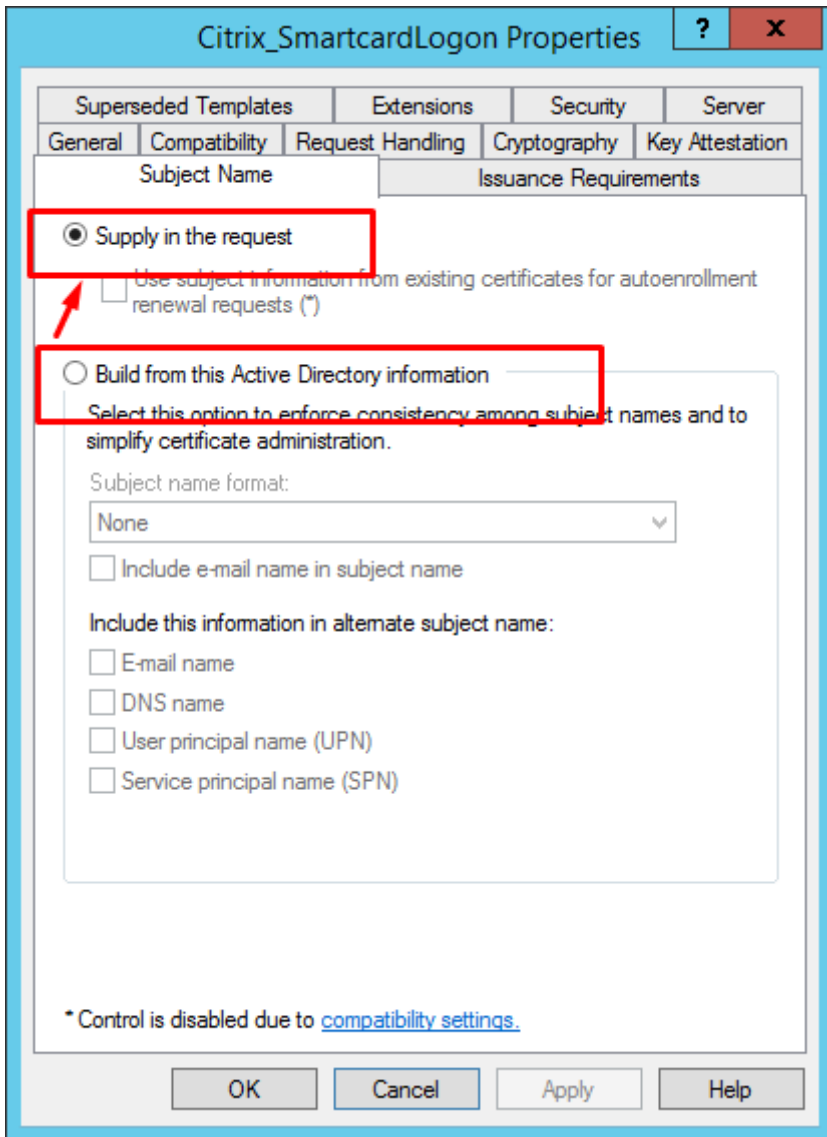 Citrix_SmartcardLogon Properties
?
x
Superseded Templates Extensions Security Server
General Compatibility Request Handling Cryptography Key Attestation
Subject Name Issuance Requirements
Supply in the request
Use subject information from existing certificates for autoenrollment
renewal requests (*)
Build from this Active Directory information
Select this option to enforce consistency among subject names and to
simplify certificate administration.
Subject name format:
None
Include e-mail name in subject name
Include this information in alternate subject name:
E-mail name
DNS name
User principal name (UPN)
Service principal name (SPN)
* Control is disabled due to compatibility settings.
OK Cancel Apply Help